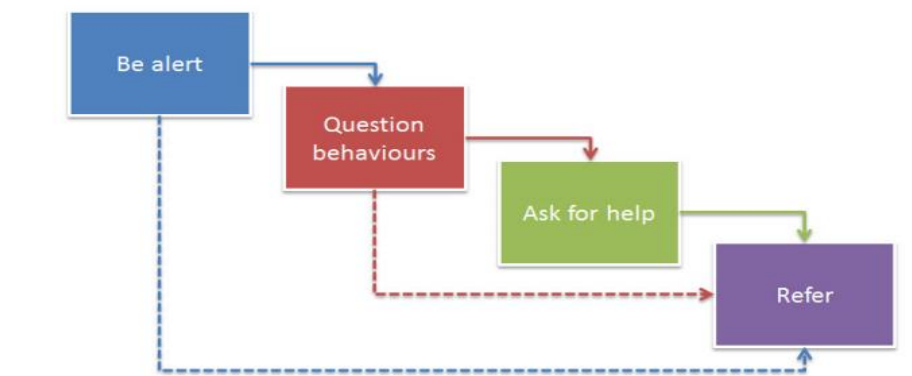 Be alert
Question
behaviours
Ask for help
Refer